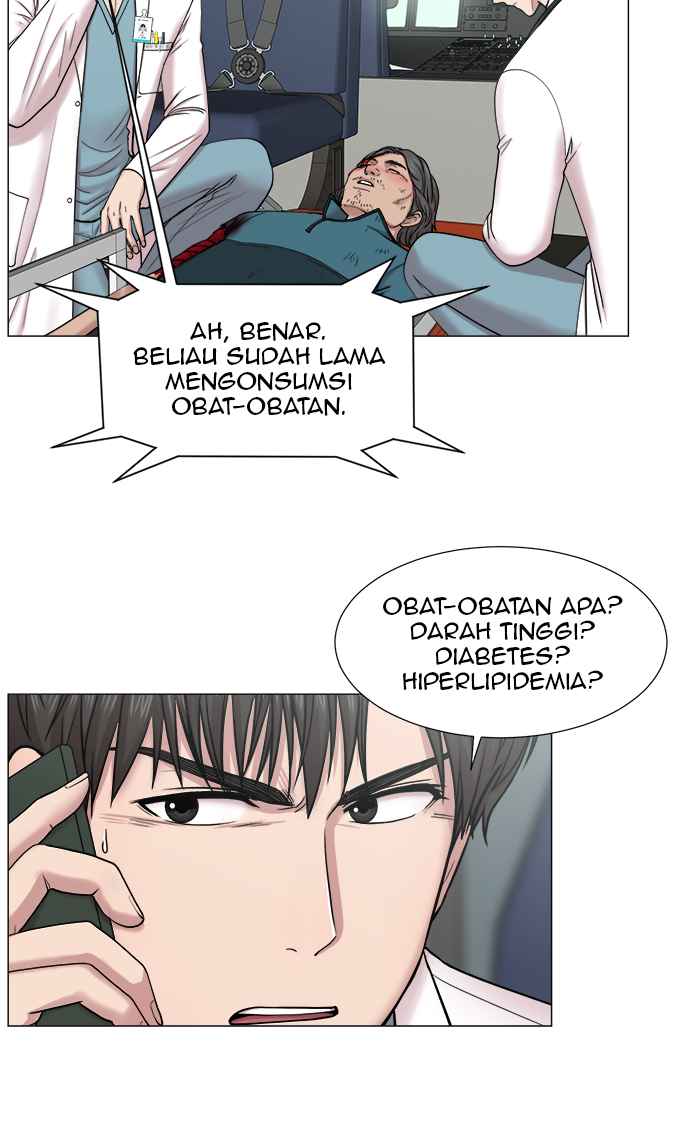 AH, BENAR.
BELIAU SUDAH LAMA
MENGONSUMSI
OBAT-OBATAN.
OBAT-OBATAN APA?
DARAH TINGGI?
DIABETES?
HIPERLIPIDEMIA?